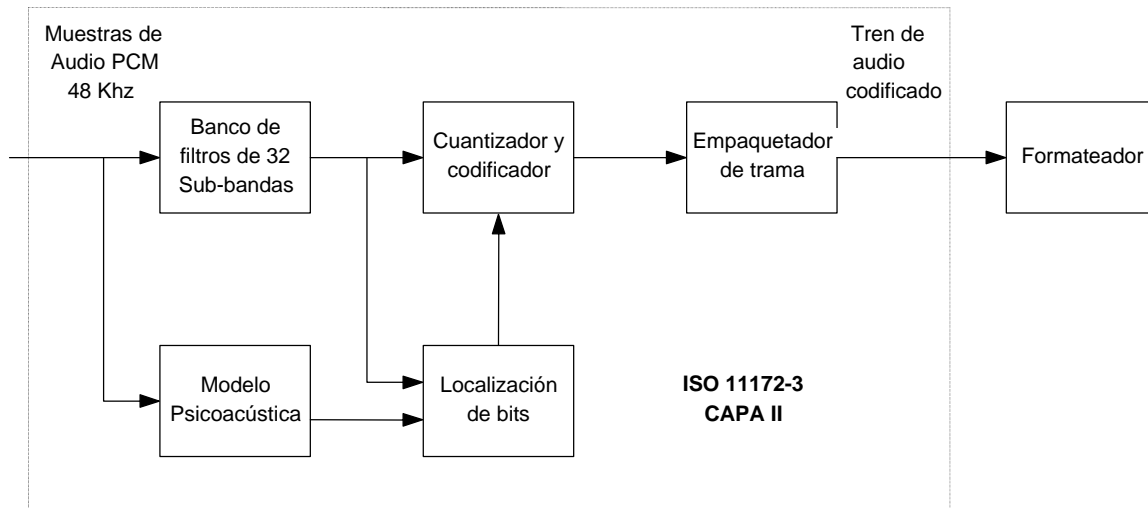 Muestras de
Audio PCM
48 Khz
Tren de
audio
codificado
Banco de
filtros de 32
Sub-bandas
Cuantizador y
codificador
Empaquetador
de trama
Formateador
Modelo
Psicoacústica
Localización
de bits
ISO 11172-3
CAPA II